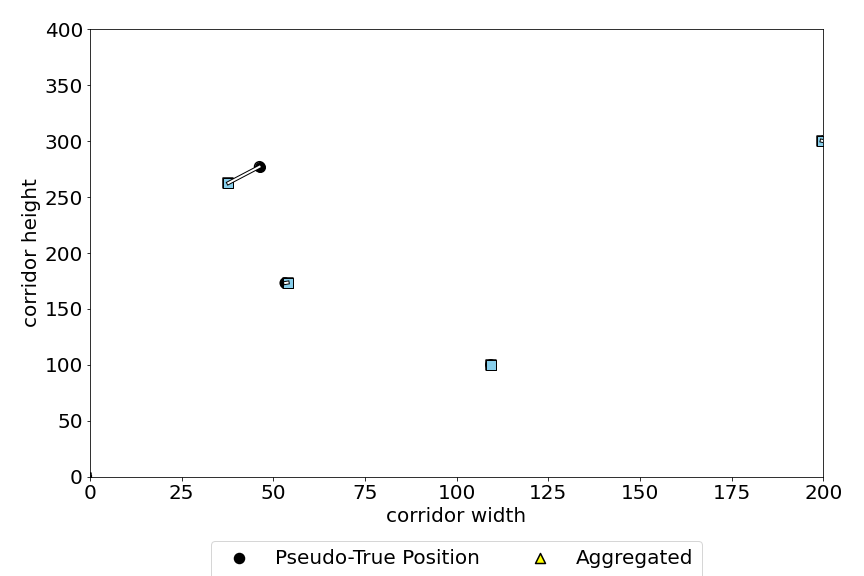 400
350
300
250
200
150
100
50
0
corridor height
0 25 50 75 100 125 150 175 200
corridor width
Pseudo-True Position Aggregated